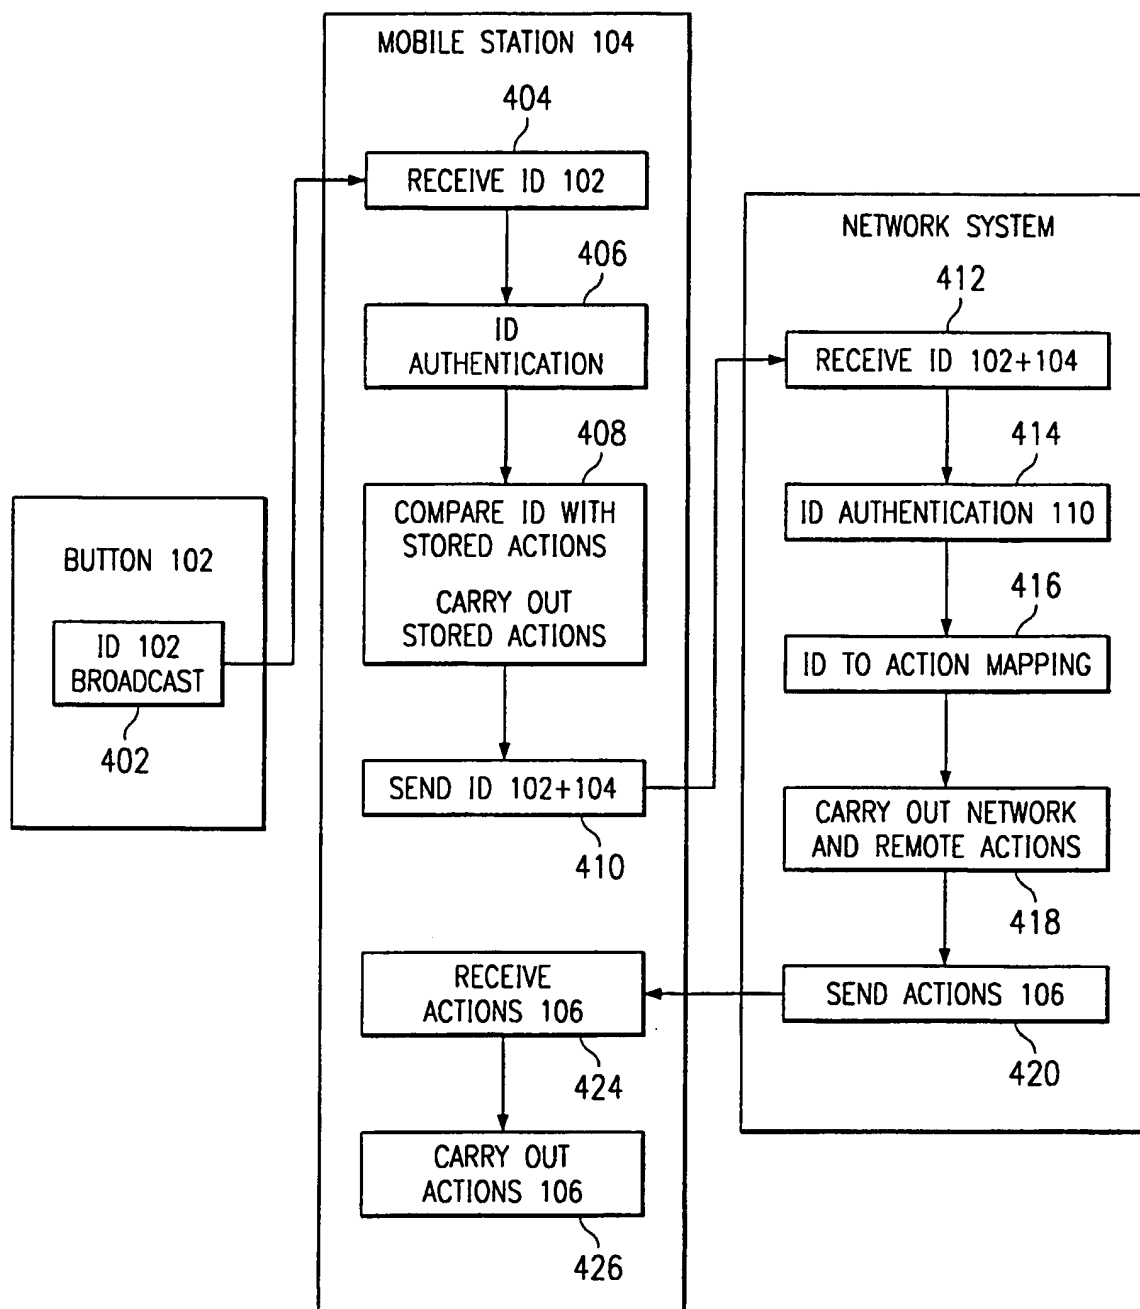 BUTTON 102
ID 102
BROADCAST
402
MOBILE STATION 104
404
RECEIVE ID 102
406
ID
AUTHENTICATION
408
COMPARE ID WITH
STORED ACTIONS
CARRY OUT
STORED ACTIONS
SEND ID 102+104
410
RECEIVE
ACTIONS 106
424
CARRY OUT
ACTIONS 106
426
NETWORK SYSTEM
412
RECEIVE ID 102+104
414
ID AUTHENTICATION 110
416
ID TO ACTION MAPPING
CARRY OUT NETWORK
AND REMOTE ACTIONS
418
SEND ACTIONS 106
420